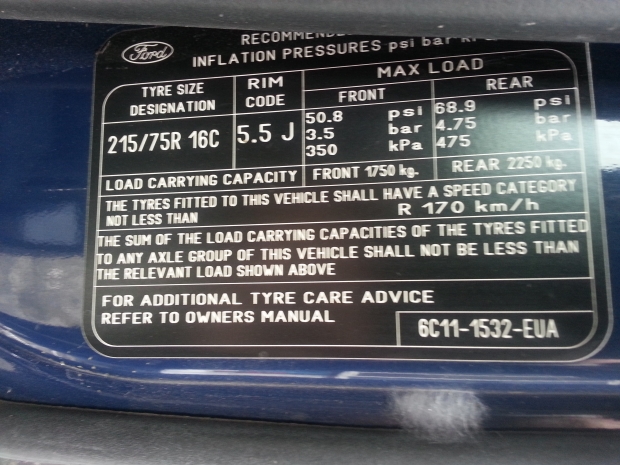 Ford
INFLATION PRESSURES psi bar
TYRE SIZE DESIGNATION
RIM CODE
MAX LOAD
FRONT
REAR
215/75R 16C
5.5 J
50.8 psi
3.5 bar
350 kPa
68.9 psi
4.75 bar
475 kPa
LOAD CARRYING CAPACITY FRONT 1750 kg. REAR 2250 kg.
THE TYRES FITTED TO THIS VEHICLE SHALL HAVE A SPEED CATEGORY
NOT LESS THAN R 170 km/h
THE SUM OF THE LOAD CARRYING CAPACITIES OF THE TYRES FITTED
TO ANY AXLE GROUP OF THIS VEHICLE SHALL NOT BE LESS THAN
THE RELEVANT LOAD SHOWN ABOVE
FOR ADDITIONAL TYRE CARE ADVICE
REFER TO OWNERS MANUAL
6C11-1532-EUA